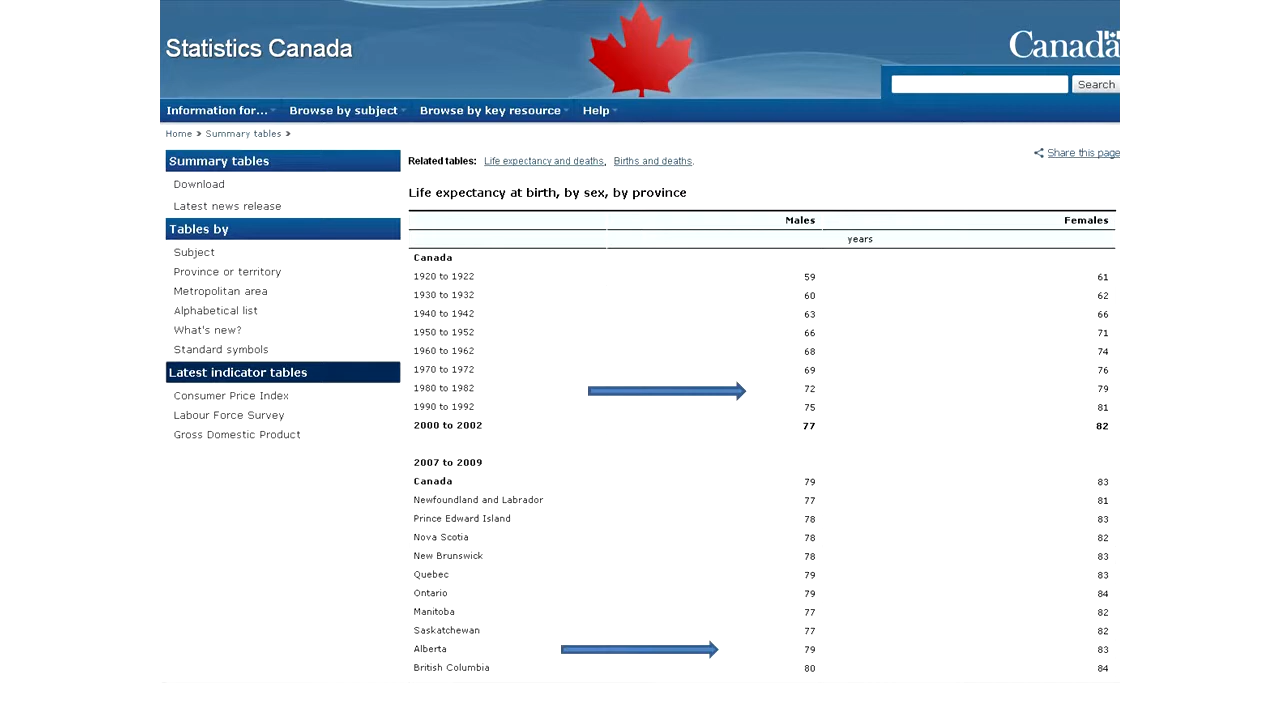 Statistics Canada
Canada
Search
Information for... Browse by subject Browse by key resource Help
Home > Summary tables >
Share this page
Summary tables
Download
Latest news release
Tables by
Subject
Province or territory
Metropolitan area
Alphabetical list
What's new?
Standard symbols
Latest indicator tables
Consumer Price Index
Labour Force Survey
Gross Domestic Product
Related tables: Life expectancy and deaths, Births and deaths.
Life expectancy at birth, by sex, by province
Males Females
years
Canada
1920 to 1922 59 61
1930 to 1932 60 62
1940 to 1942 63 66
1950 to 1952 66 71
1960 to 1962 68 74
1970 to 1972 69 76
1980 to 1982 72 79
1990 to 1992 75 81
2000 to 2002 77 82
2007 to 2009
Canada 79 83
Newfoundland and Labrador 77 81
Prince Edward Island 78 83
Nova Scotia 78 82
New Brunswick 78 83
Quebec 79 83
Ontario 79 84
Manitoba 77 82
Saskatchewan 77 82
Alberta 79 83
British Columbia 80 84